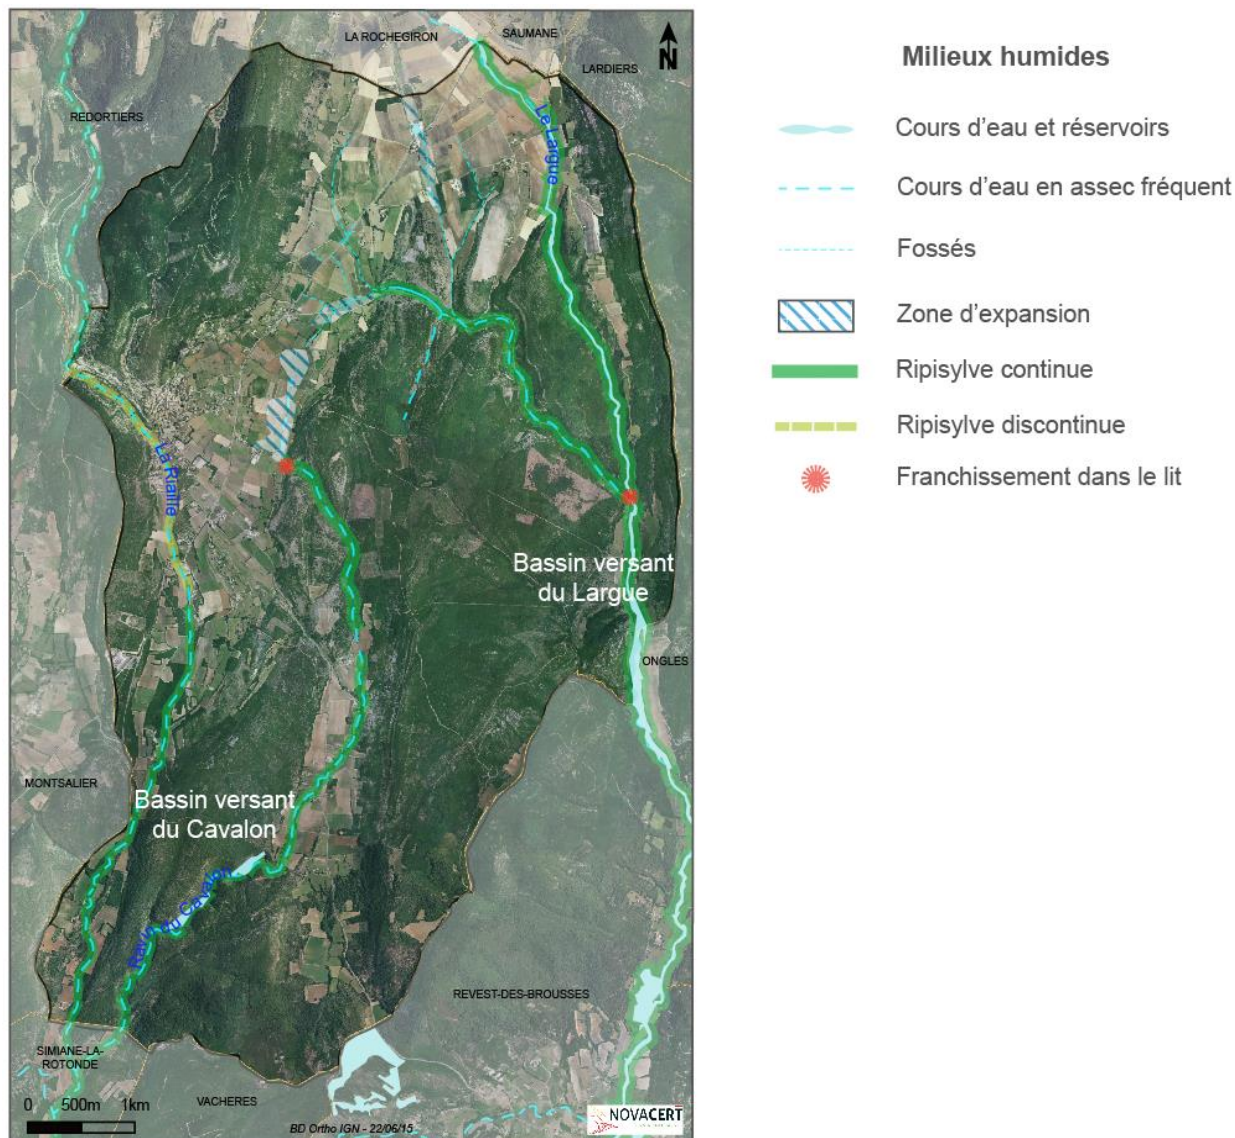 LA ROCHEGIRON
SAUMANE
N
LARDIERS
REDORTIERS
Le Largue
La Riaille
Bassin versant
du Largue
ONGLES
MONTSALIER
Bassin versant
du Cavalon
Ravin du Cavalon
REVEST-DES-BROUSSES
SIMIANE-LA-
ROTONDE
VACHERES
0 500m 1km
BD Ortho IGN - 22/06/15
NOVACERT
Milieux humides
Cours d'eau et réservoirs
Cours d'eau en assec fréquent
Fossés
Zone d'expansion
Ripisylve continue
Ripisylve discontinue
Franchissement dans le lit